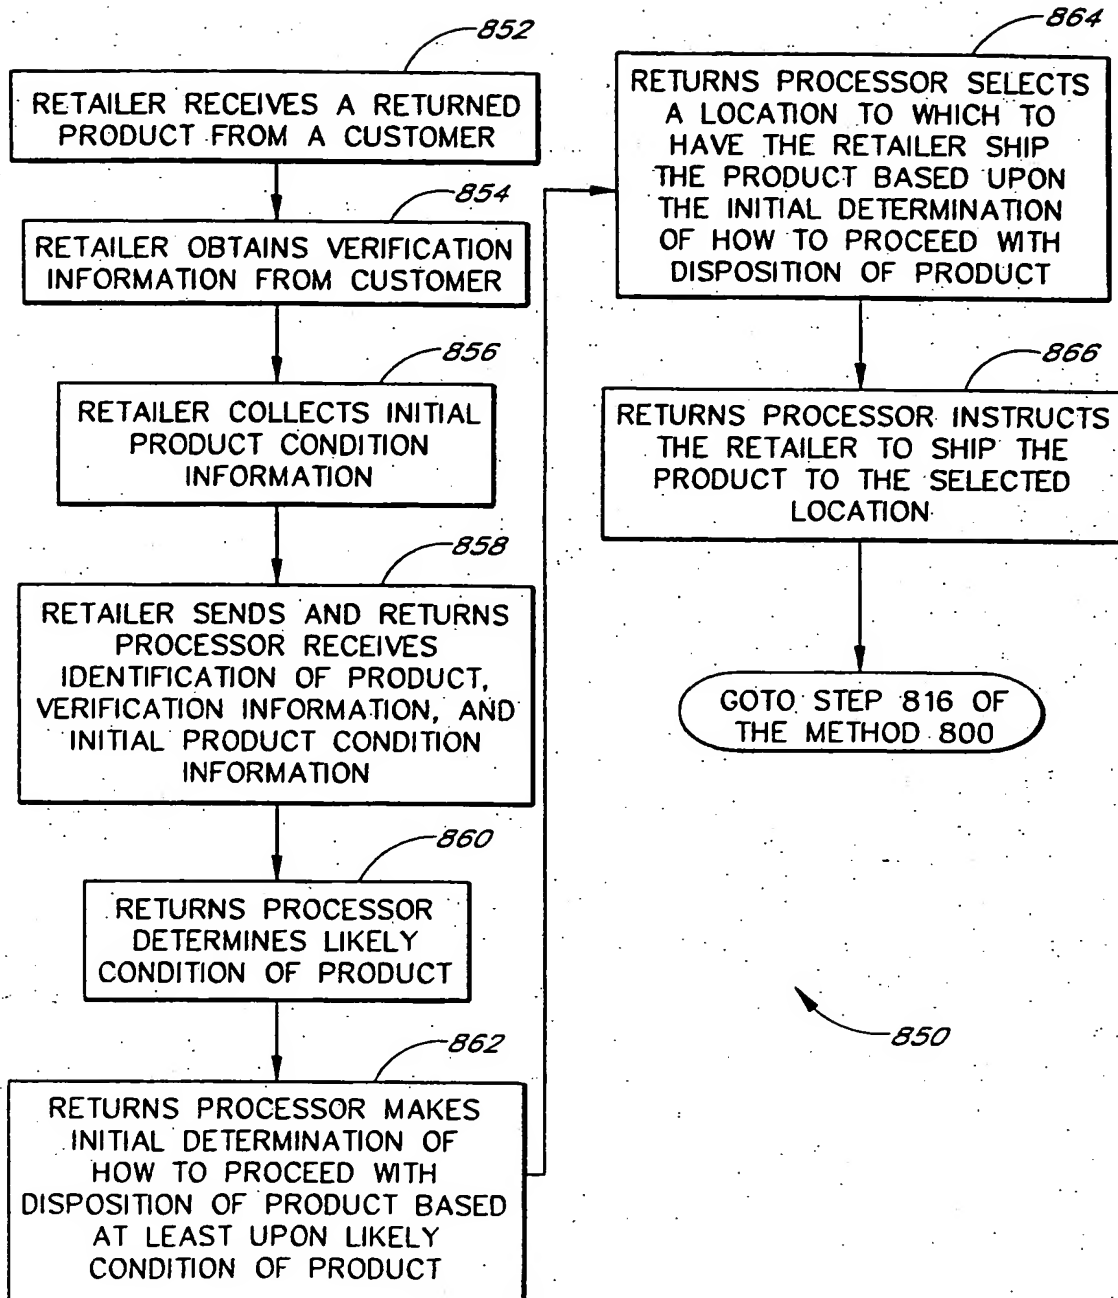 852
RETAILER RECEIVES A RETURNED
PRODUCT FROM A CUSTOMER
854
RETAILER OBTAINS VERIFICATION
INFORMATION FROM CUSTOMER
856
RETAILER COLLECTS INITIAL
PRODUCT CONDITION
INFORMATION
858
RETAILER SENDS AND RETURNS
PROCESSOR RECEIVES
IDENTIFICATION OF PRODUCT,
VERIFICATION INFORMATION, AND
INITIAL PRODUCT CONDITION
INFORMATION
860
RETURNS PROCESSOR
DETERMINES LIKELY
CONDITION OF PRODUCT
862
RETURNS PROCESSOR MAKES
INITIAL DETERMINATION OF
HOW TO PROCEED WITH
DISPOSITION OF PRODUCT BASED
AT LEAST UPON LIKELY
CONDITION OF PRODUCT
864
RETURNS PROCESSOR SELECTS
A LOCATION TO WHICH TO
HAVE THE RETAILER SHIP
THE PRODUCT BASED UPON
THE INITIAL DETERMINATION
OF HOW TO PROCEED WITH
DISPOSITION OF PRODUCT
866
RETURNS PROCESSOR INSTRUCTS
THE RETAILER TO SHIP THE
PRODUCT TO THE SELECTED
LOCATION
GOTO STEP 816 OF
THE METHOD 800
850